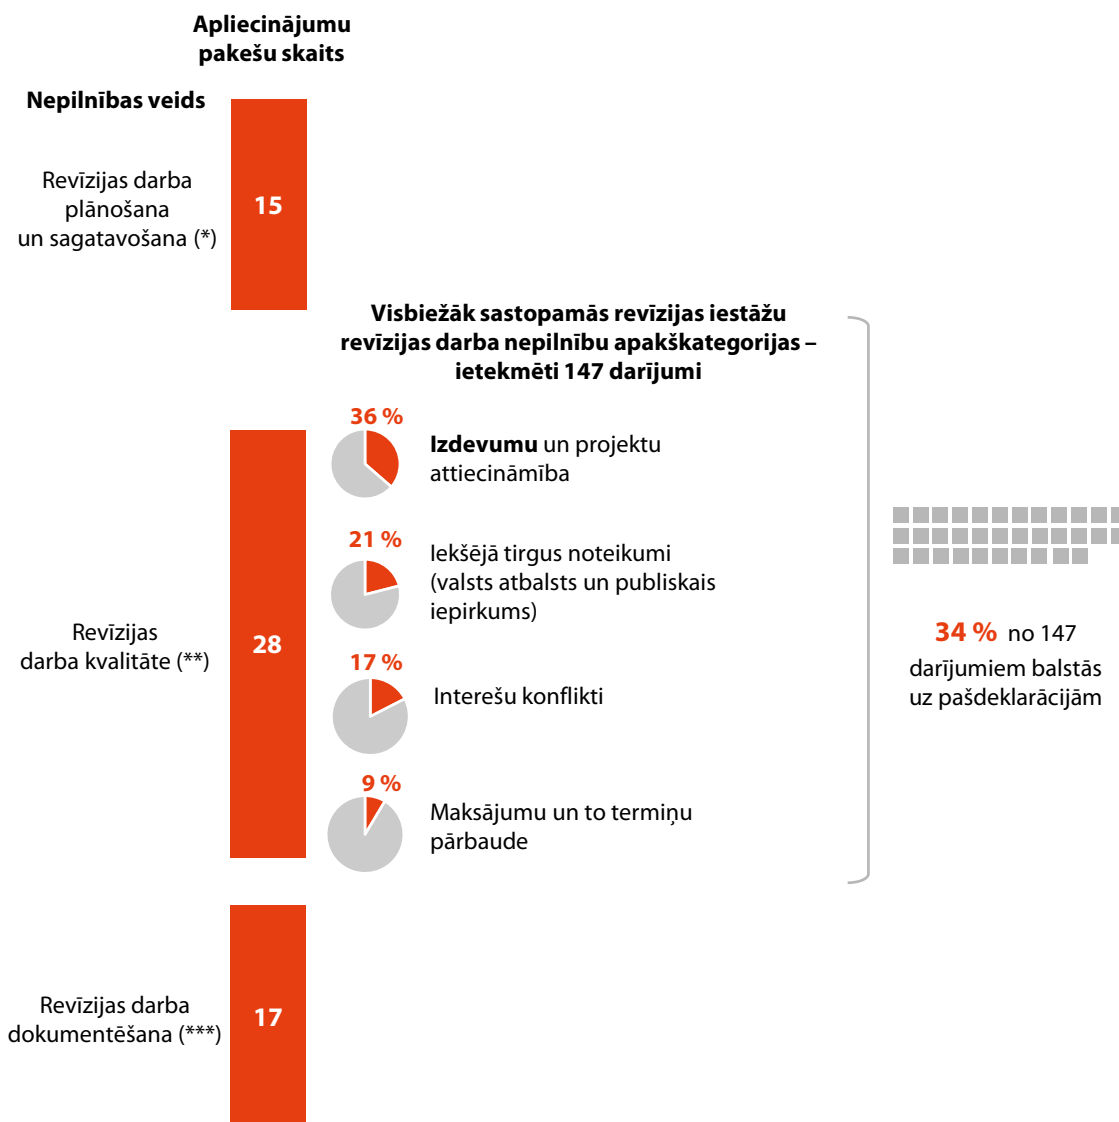 Apliecinājumu
pakešu skaits
Nepilnības veids
Revīzijas darba
plānošana
un sagatavošana (*)
15
Visbiežāk sastopamās revīzijas iestāžu
revīzijas darba nepilnību apakškategorijas –
ietekmēti 147 darījumi
36 %
Izdevumu un projektu
attiecināmība
21 %
Iekšējā tirgus noteikumi
(valsts atbalsts un publiskais
iepirkums)
Revīzijas
darba kvalitāte (**)
28
17 %
Interešu konflikti
9 %
Maksājumu un to termiņu
pārbaude
34 % no 147
darījumiem balstās
uz pašdeklarācijām
Revīzijas darba
dokumentēšana (***)
17